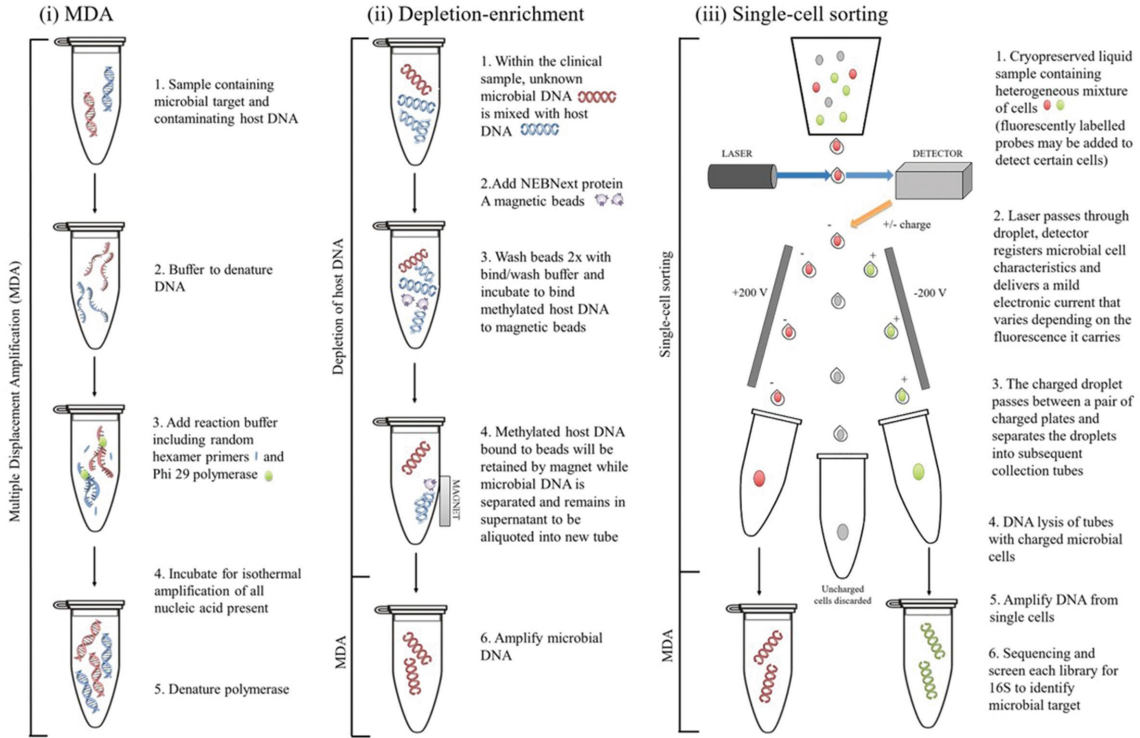 (i) MDA
Multiple Displacement Amplification (MDA)
1. Sample containing
microbial target and
contaminating host DNA
2. Buffer to denature
DNA
3. Add reaction buffer
including random
hexamer primers and
Phi 29 polymerase
4. Incubate for isothermal
amplification of all
nucleic acid present
5. Denature polymerase
(ii) Depletion-enrichment
Depletion of host DNA
1. Within the clinical
sample, unknown
microbial DNA
is mixed with host
DNA
2.Add NEBNext protein
A magnetic beads
3. Wash beads 2x with
bind/wash buffer and
incubate to bind
methylated host DNA
to magnetic beads
4. Methylated host DNA
bound to beads will be
retained by magnet while
microbial DNA is
separated and remains in
supernatant to be
aliquoted into new tube
MAGNET
MDA
6. Amplify microbial
DNA
(iii) Single-cell sorting
Single-cell sorting
LASER
DETECTOR
+/- charge
-
-
+
+200 V
-200 V
-
+
-
+
Uncharged
cells discarded
MDA
1. Cryopreserved liquid
sample containing
heterogeneous mixture
of cells
(fluorescently labelled
probes may be added to
detect certain cells)
2. Laser passes through
droplet, detector
registers microbial cell
characteristics and
delivers a mild
electronic current that
varies depending on the
fluorescence it carries
3. The charged droplet
passes between a pair of
charged plates and
separates the droplets
into subsequent
collection tubes
4. DNA lysis of tubes
with charged microbial
cells
5. Amplify DNA from
single cells
6. Sequencing and
screen each library for
16S to identify
microbial target